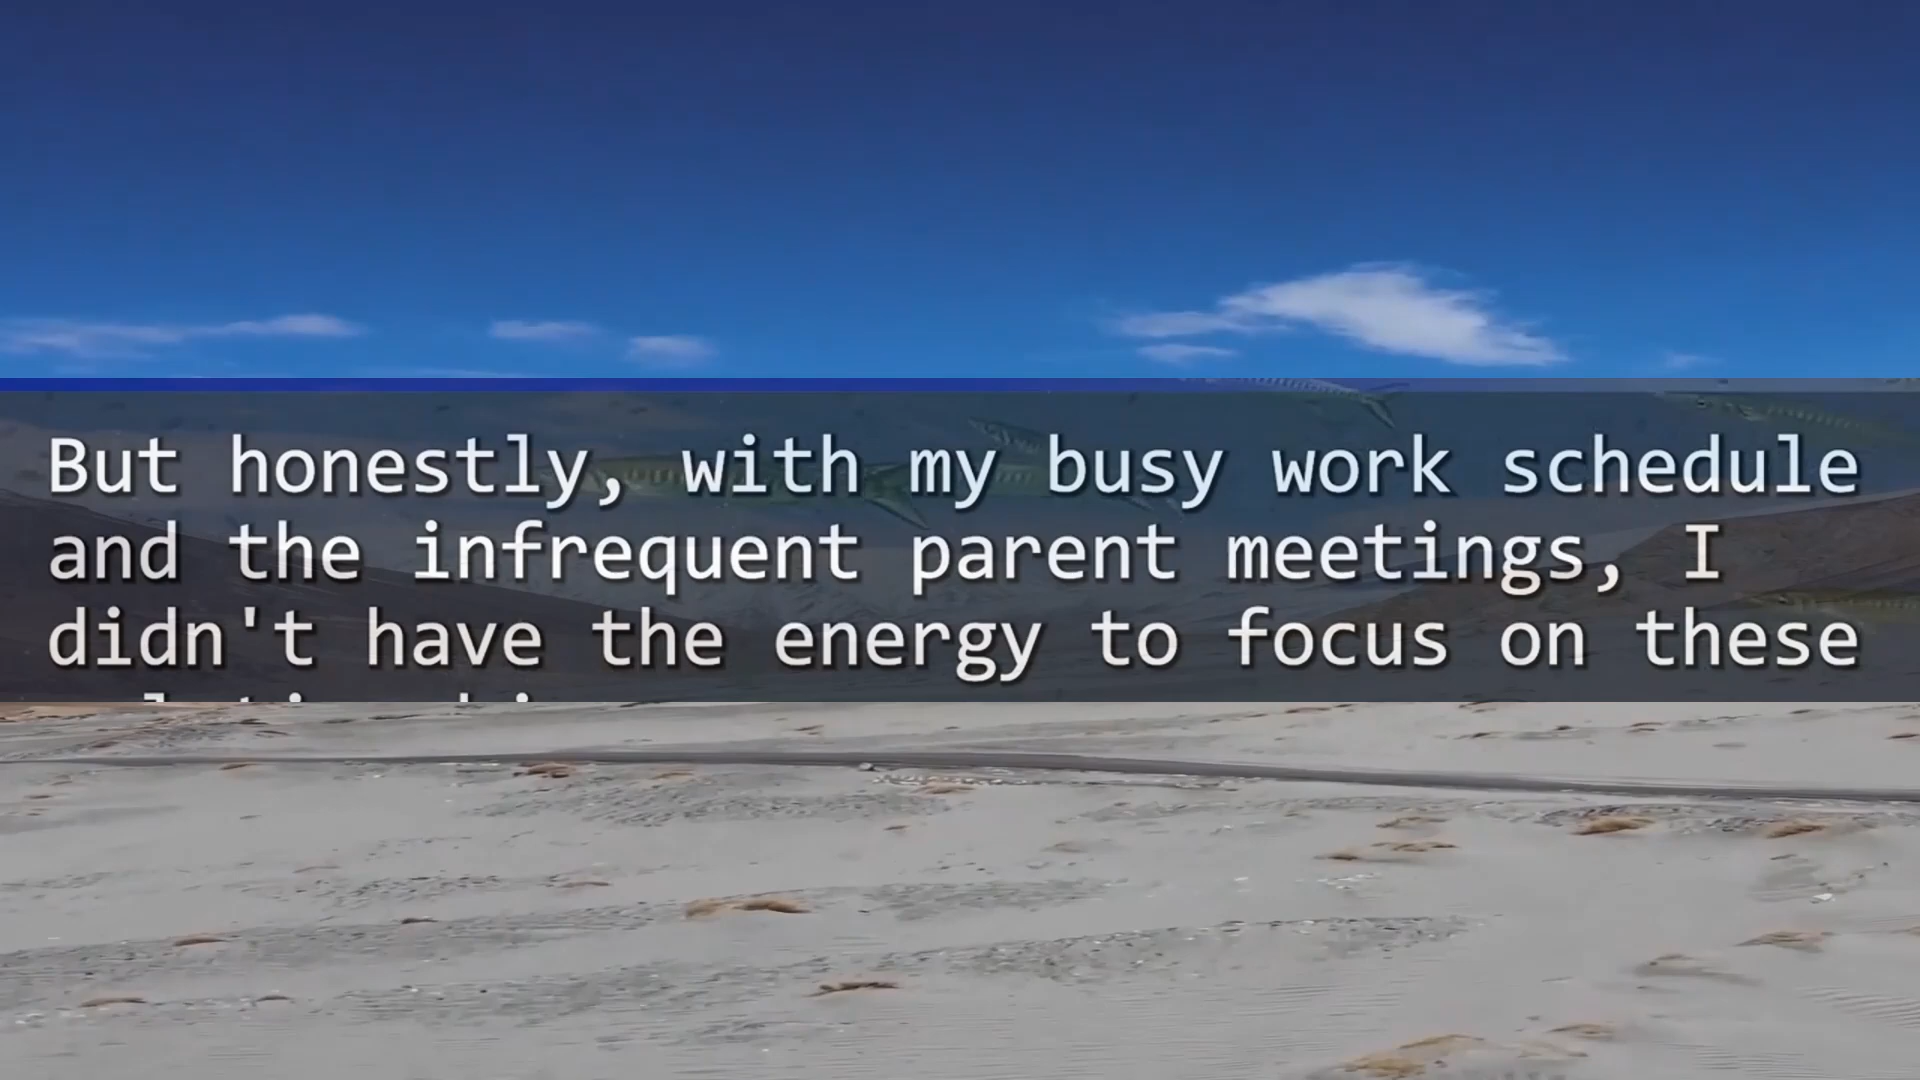 But honestly, with my busy work schedule
and the infrequent parent meetings, I
didn't have the energy to focus on these